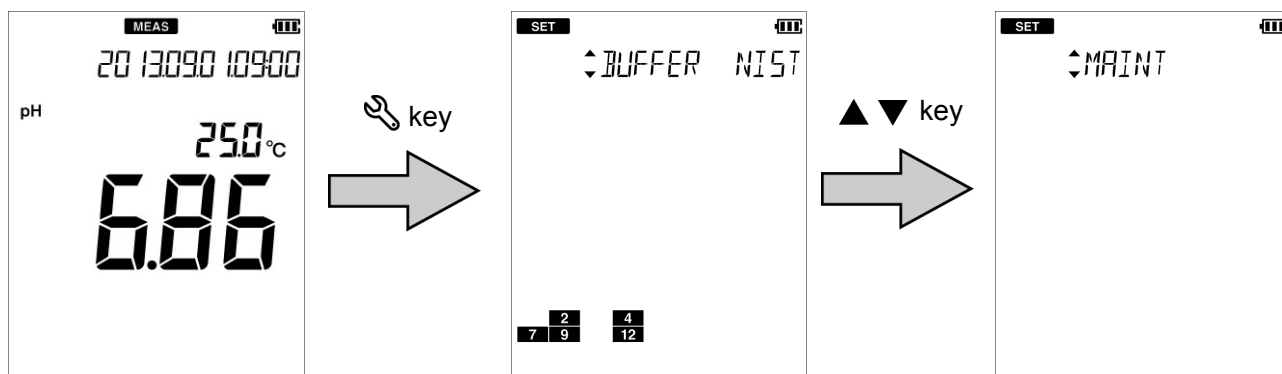 MEAS
2013.09.01.09:00
pH
25.0 °C
6.86
key
SET
BUFFER NIST
2 4
7 9 12
▲ ▼ key
SET
MAINT